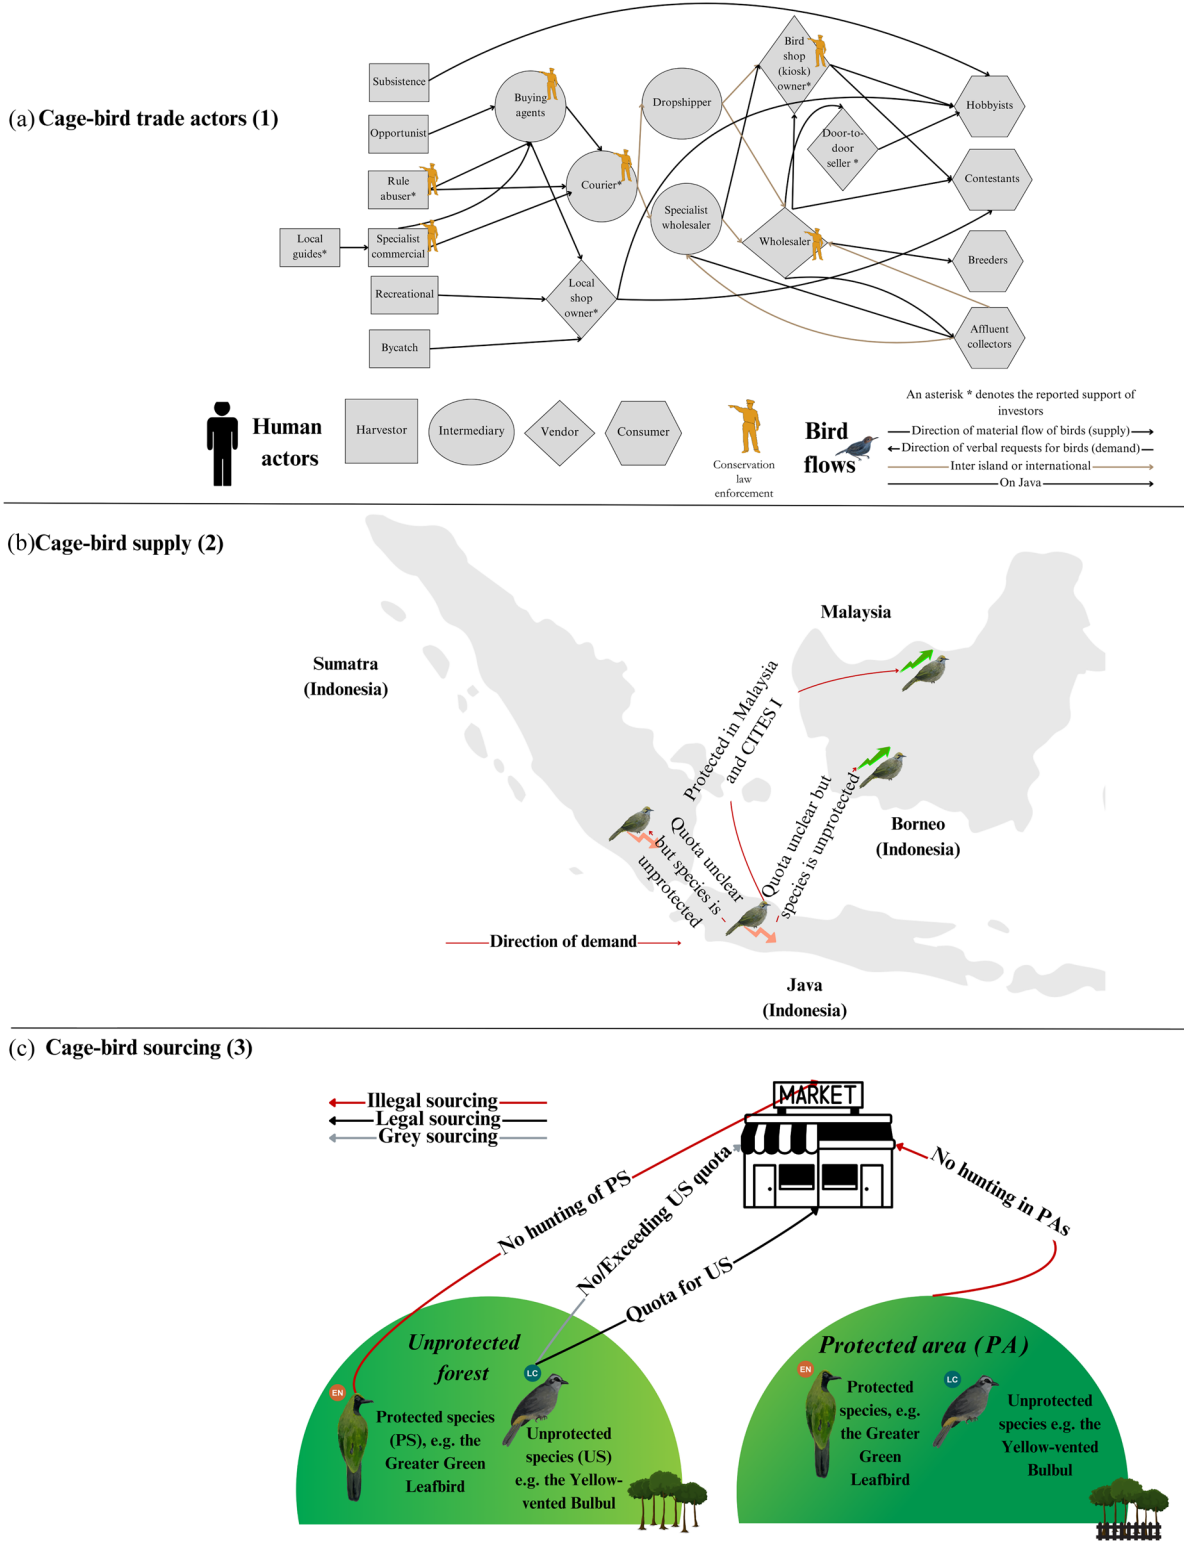 (a) Cage-bird trade actors (1)
Subsistence
Opportunist
Rule
abuser*
Local
guides*
Specialist
commercial
Recreational
Bycatch
Buying
agents
Courier*
Local
shop
owner*
Dropshipper
Specialist
wholesaler
Bird
shop
(kiosk)
owner*
Door-to-
door
seller *
Wholesaler
Hobbyists
Contestants
Breeders
Affluent
collectors
Human
actors
Harvestor
Intermediary
Vendor
Consumer
Conservation
law
enforcement
Bird
flows
An asterisk * denotes the reported support of
investors
Direction of material flow of birds (supply)
Direction of verbal requests for birds (demand)
Inter island or international
On Java
(b) Cage-bird supply (2)
Sumatra
(Indonesia)
Malaysia
Protected in Malaysia
and CITES I
Quota unclear but
species is unprotected
Quota unclear
but species is
unprotected
Borneo
(Indonesia)
Direction of demand
Java
(Indonesia)
(c) Cage-bird sourcing (3)
Illegal sourcing
Legal sourcing
Grey sourcing
MARKET
No hunting of PS
No/Exceeding US quota
Quota for US
No hunting in PAs
Unprotected
forest
EN
LC
Protected species
(PS), e.g. the
Greater Green
Leafbird
Unprotected
species (US)
e.g. the Yellow-
vented Bulbul
Protected area (PA)
EN
LC
Protected
species, e.g.
the Greater
Green
Leafbird
Unprotected
species e.g. the
Yellow-vented
Bulbul